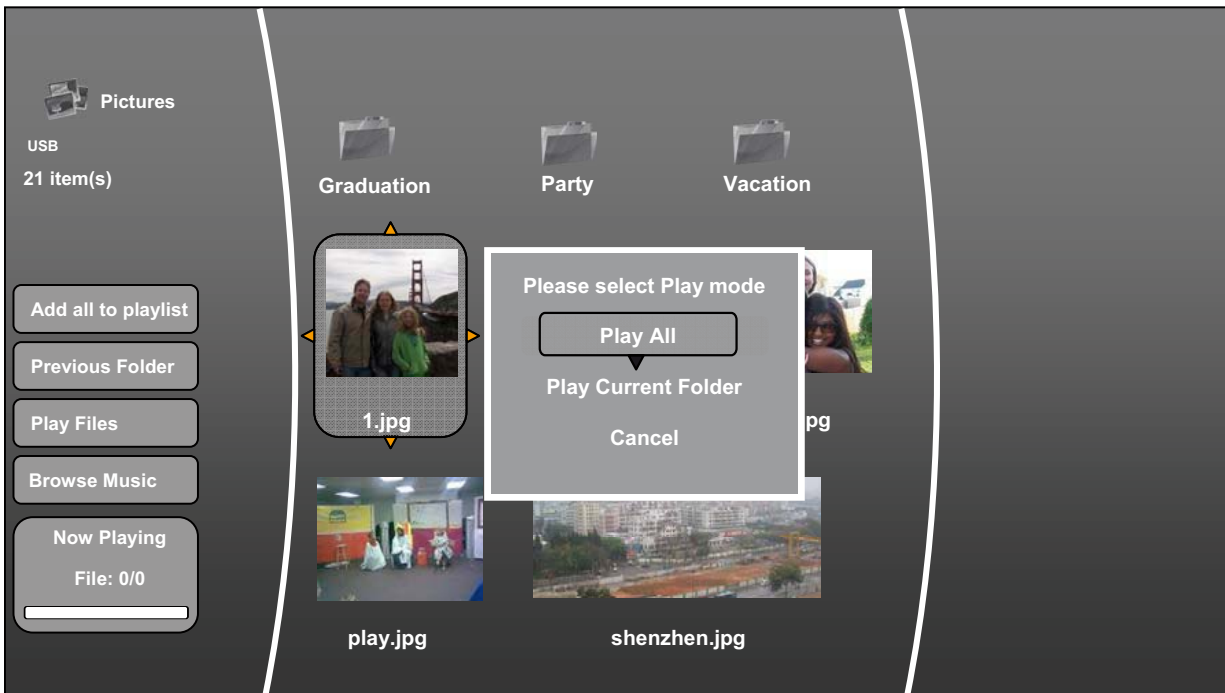 Pictures
USB
21 item(s)
Add all to playlist
Previous Folder
Play Files
Browse Music
Now Playing
File: 0/0
Graduation
Party
Vacation
1.jpg
pg
Please select Play mode
Play All
Play Current Folder
Cancel
play.jpg
shenzhen.jpg